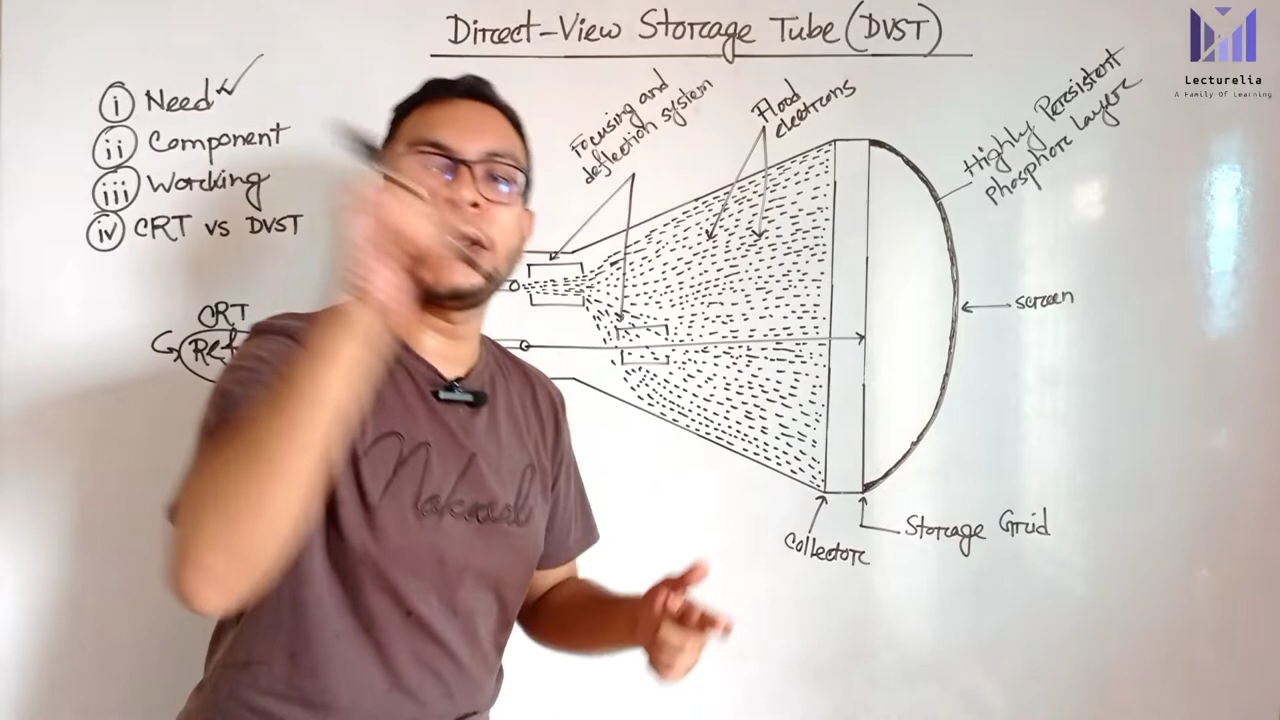 Direct-View Storage Tube (DVST)
Lecturelia
A Family Of Learning
(i) Need ✓
(ii) Component
(iii) Working
(iv) CRT vs DVST
Focusing and
deflection system
Flood
electrons
Highly Persistent
phosphor Layer
CRT
screen
Collector
Storage Grid